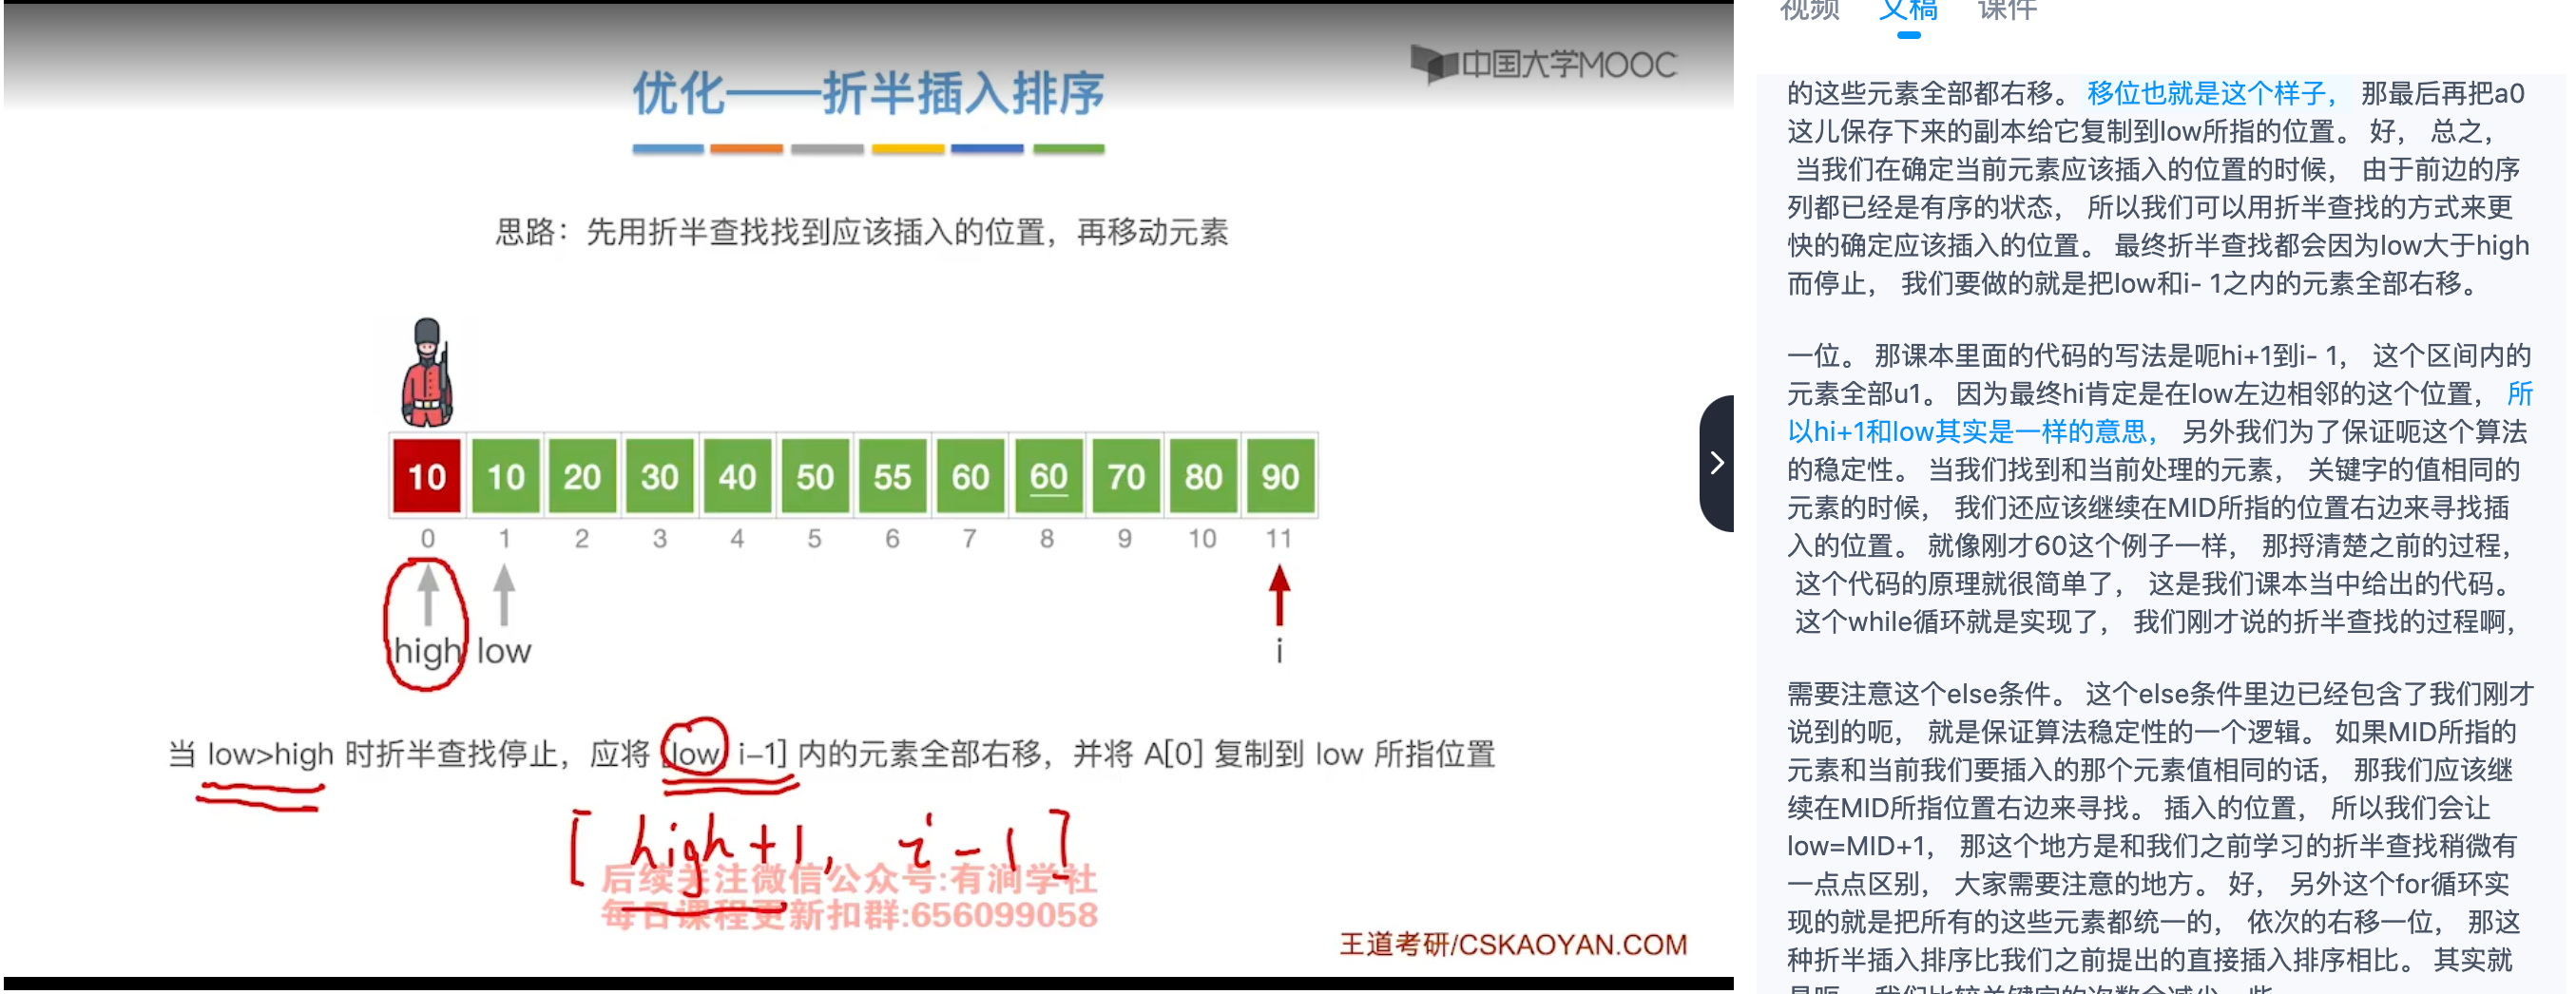 中国大学MOOC
优化——折半插入排序
思路：先用折半查找找到应该插入的位置，再移动元素
10 10 20 30 40 50 55 60 60 70 80 90
0 1 2 3 4 5 6 7 8 9 10 11
high low i
当 low>high 时折半查找停止，应将 [low, i-1] 内的元素全部右移，并将 A[0] 复制到 low 所指位置
[ high+1, i-1 ]
后续关注微信公众号:有涧学社
每日课程更新扣群:656099058
王道考研/CSKAOYAN.COM
视频 文稿 课件
的这些元素全部都右移。 移位也就是这个样子， 那最后再把a0
这儿保存下来的副本给它复制到low所指的位置。 好， 总之，
当我们在确定当前元素应该插入的位置的时候， 由于前边的序
列都已经是有序的状态， 所以我们可以用折半查找的方式来更
快的确定应该插入的位置。 最终折半查找都会因为low大于high
而停止， 我们要做的就是把low和i- 1之内的元素全部右移。
一位。 那课本里面的代码的写法是呃hi+1到i- 1， 这个区间内的
元素全部u1。 因为最终hi肯定是在low左边相邻的这个位置， 所
以hi+1和low其实是一样的意思， 另外我们为了保证呃这个算法
的稳定性。 当我们找到和当前处理的元素， 关键字的值相同的
元素的时候， 我们还应该继续在MID所指的位置右边来寻找插
入的位置。 就像刚才60这个例子一样， 那捋清楚之前的过程，
这个代码的原理就很简单了， 这是我们课本当中给出的代码。
这个while循环就是实现了， 我们刚才说的折半查找的过程啊，
需要注意这个else条件。 这个else条件里边已经包含了我们刚才
说到的呃， 就是保证算法稳定性的一个逻辑。 如果MID所指的
元素和当前我们要插入的那个元素值相同的话， 那我们应该继
续在MID所指位置右边来寻找。 插入的位置， 所以我们会让
low=MID+1， 那这个地方是和我们之前学习的折半查找稍微有
一点点区别， 大家需要注意的地方。 好， 另外这个for循环实
现的就是把所有的这些元素都统一的， 依次的右移一位， 那这
种折半插入排序比我们之前提出的直接插入排序相比。 其实就